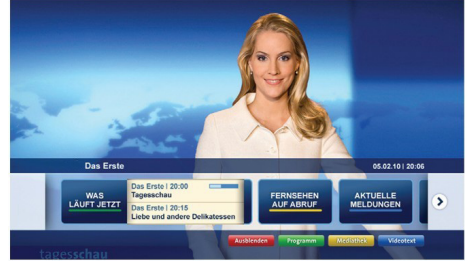 Das Erste
05.02.10 | 20:06
WAS
LÄUFT JETZT
Das Erste | 20:00
Tagesschau
Das Erste | 20:15
Liebe und andere Delikatessen
FERNSEHEN
AUF ABRUF
AKTUELLE
MELDUNGEN
Ausblenden
Programm
Mediathek
Videotext
tagesschau